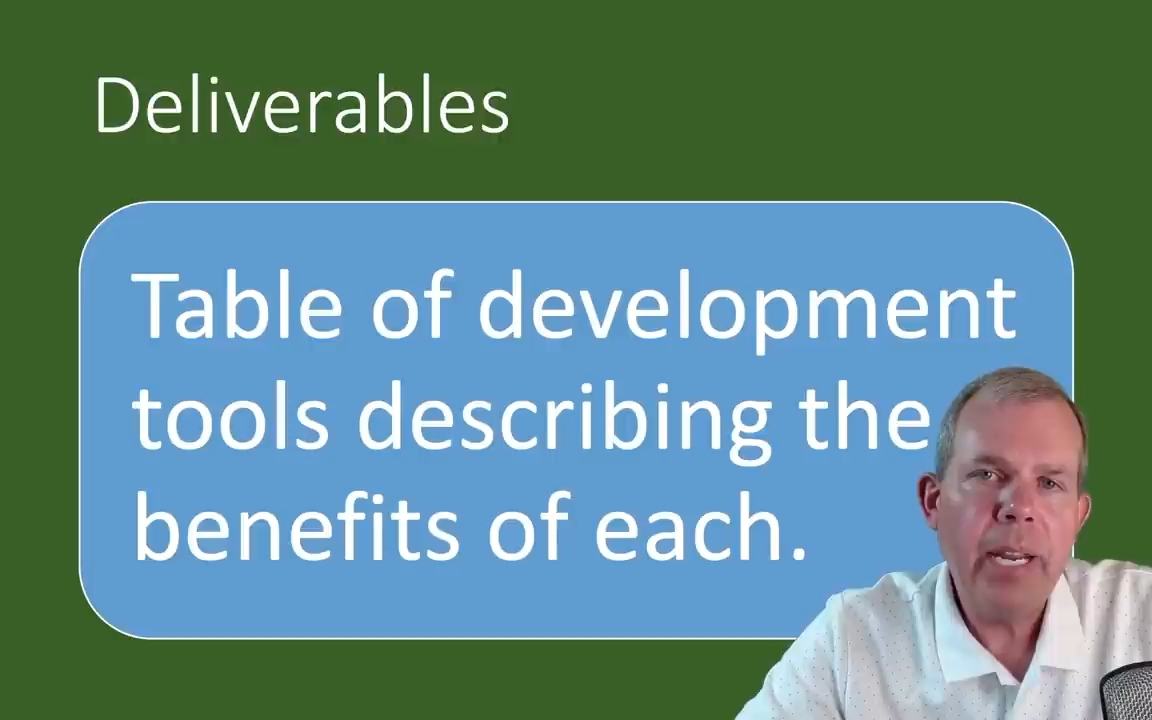 Deliverables
Table of development
tools describing the
benefits of each.